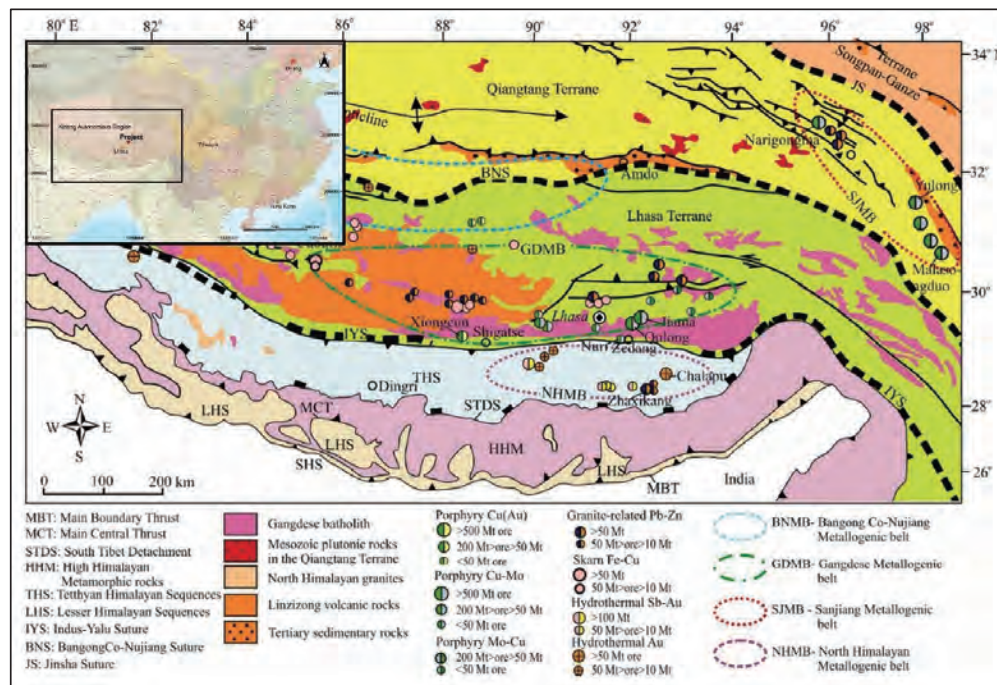 80° E 86° 88° 90° 92° 94° 96° 98°
34°
32°
30°
28°
26°
Terrane
Songpan-Ganze
JS
Qiangtang Terrane
Project
Narigongma
BNS
Amdo
SJMB
Yulong
Lhasa Terrane
GDMB
Malaso
Lhasa
Jiama
Xiongcun
Shigatse
Qulong
IYS
Nuri Zedang
THS
Dingri
NHMB
Chalapu
Zhaxikang
IYS
STDS
LHS
MCT
LHS
SHS
HHM
LHS
MBT
India
N
W E
S
0 100 200 km
MBT: Main Boundary Thrust
MCT: Main Central Thrust
STDS: South Tibet Detachment
HHM: High Himalayan
Metamorphic rocks
THS: Tetthyan Himalayan Sequences
LHS: Lesser Himalayan Sequences
IYS: Indus-Yalu Suture
BNS: BangongCo-Nujiang Suture
JS: Jinsha Suture
Gangdese batholith
Mesozoic plutonic rocks
in the Qiangtang Terrane
North Himalayan granites
Linzizong volcanic rocks
Tertiary sedimentary rocks
Porphyry Cu(Au)
>500 Mt ore
200 Mt>ore>50 Mt
<50 Mt ore
Porphyry Cu-Mo
>500 Mt ore
200 Mt>ore>50 Mt
<50 Mt ore
Porphyry Mo-Cu
200 Mt>ore>50 Mt
<50 Mt ore
Granite-related Pb-Zn
>50 Mt
50 Mt>ore>10 Mt
Skarn Fe-Cu
>50 Mt
50 Mt>ore>10 Mt
Hydrothermal Sb-Au
>100 Mt
50 Mt>ore>10 Mt
Hydrothermal Au
>50 Mt ore
50 Mt>ore>10 Mt
BNMB- Bangong Co-Nujiang
Metallogenic belt
GDMB- Gangdese Metallogenic
belt
SJMB- Sanjiang Metallogenic
belt
NHMB- North Himalayan
Metallogenic belt